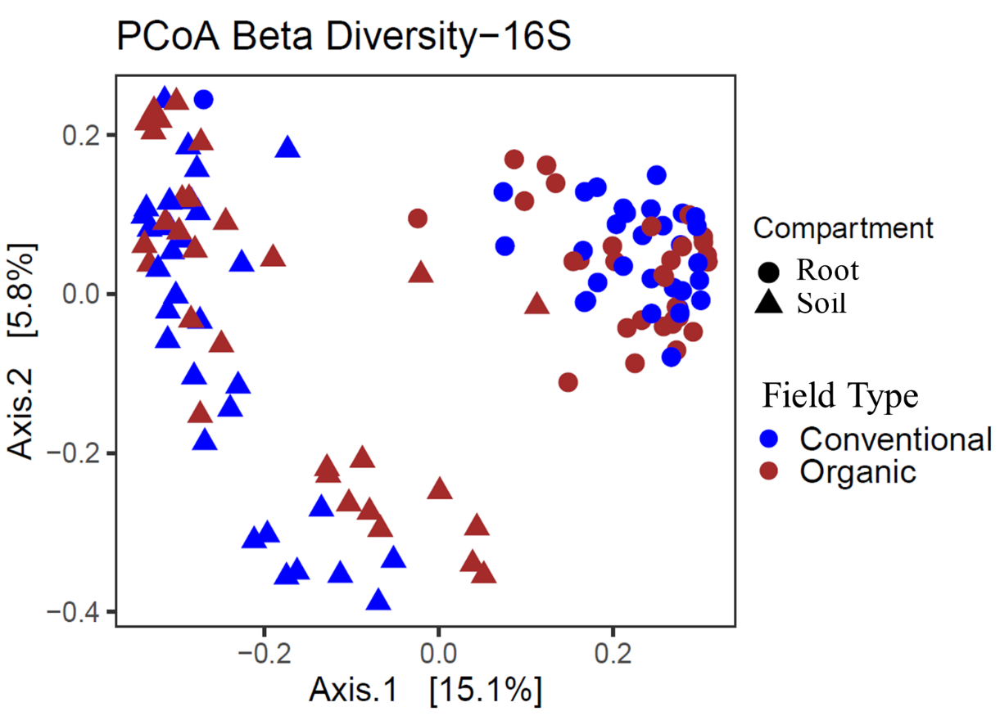 PCoA Beta Diversity−16S
0.2
0.0
−0.2
−0.4
Axis.2 [5.8%]
−0.2
0.0
0.2
Axis.1 [15.1%]
Compartment
Root
Soil
Field Type
Conventional
Organic